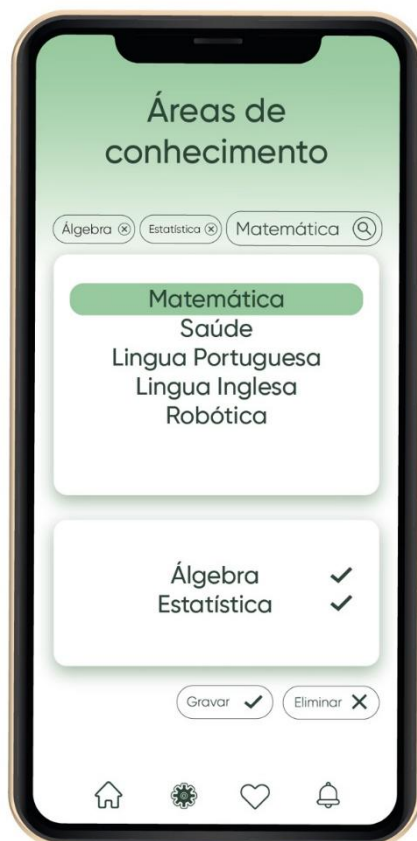 Áreas de
conhecimento
Álgebra
Estatística
Matemática
Matemática
Saúde
Lingua Portuguesa
Lingua Inglesa
Robótica
Álgebra
Estatística
Gravar
Eliminar